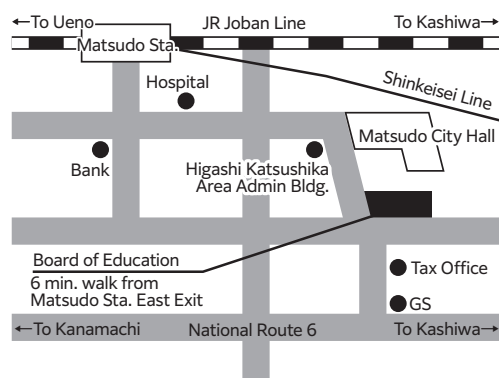 ←To Ueno
JR Joban Line
To Kashiwa→
Matsudo Sta.
Shinkeisei Line
Hospital
Matsudo City Hall
Bank
Higashi Katsushika
Area Admin Bldg.
Board of Education
6 min. walk from
Matsudo Sta. East Exit
Tax Office
GS
←To Kanamachi
National Route 6
To Kashiwa→